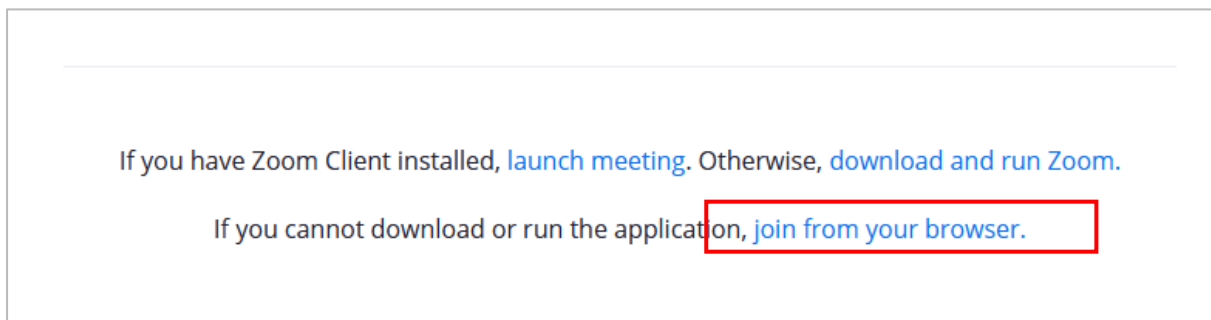 If you have Zoom Client installed, launch meeting. Otherwise, download and run Zoom.
If you cannot download or run the application, join from your browser.